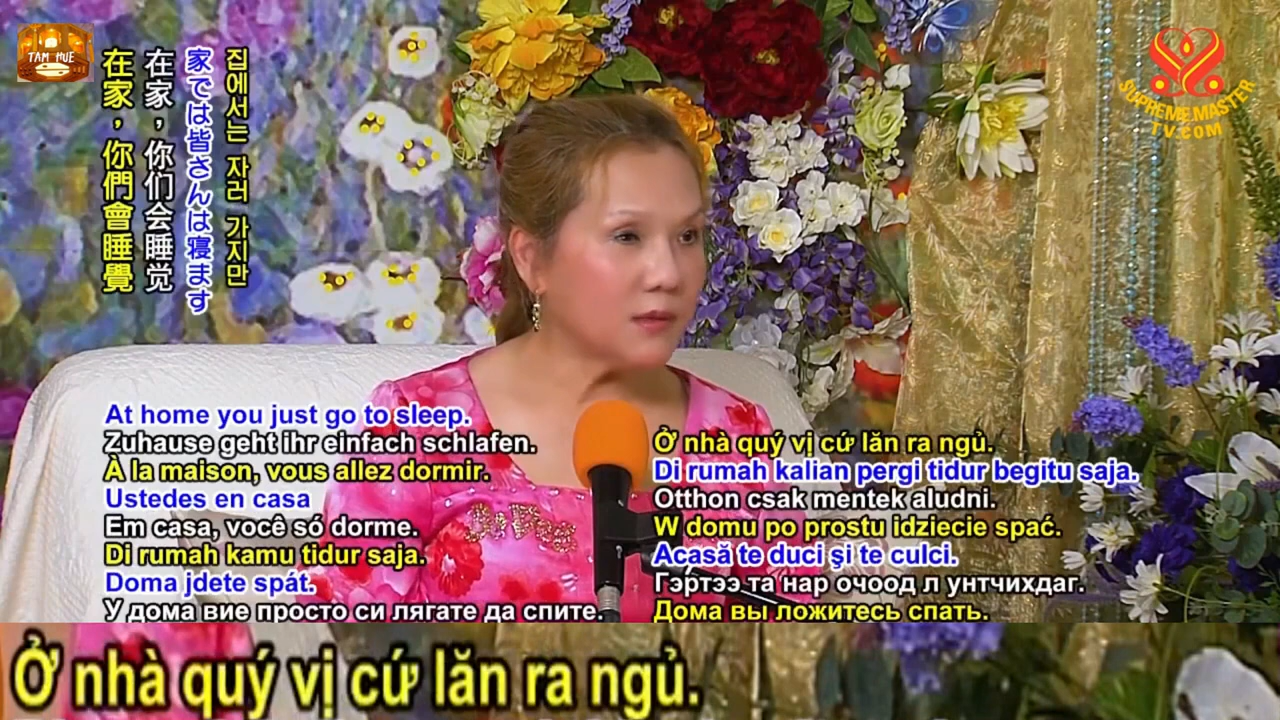 TAM HUE
SUPREME MASTER
TV.COM
집에서는 자러 가지만
家では皆さんは寝ます
在家，你们会睡觉
在家，你們會睡覺
At home you just go to sleep.
Zuhause geht ihr einfach schlafen.
À la maison, vous allez dormir.
Ustedes en casa
Em casa, você só dorme.
Di rumah kamu tidur saja.
Doma jdete spát.
У дома вие просто си лягате да спите.
Ở nhà quý vị cứ lăn ra ngủ.
Di rumah kalian pergi tidur begitu saja.
Otthon csak mentek aludni.
W domu po prostu idziecie spać.
Acasă te duci şi te culci.
Гэртээ та нар очоод л унтчихдаг.
Дома вы ложитесь спать.
Ở nhà quý vị cứ lăn ra ngủ.